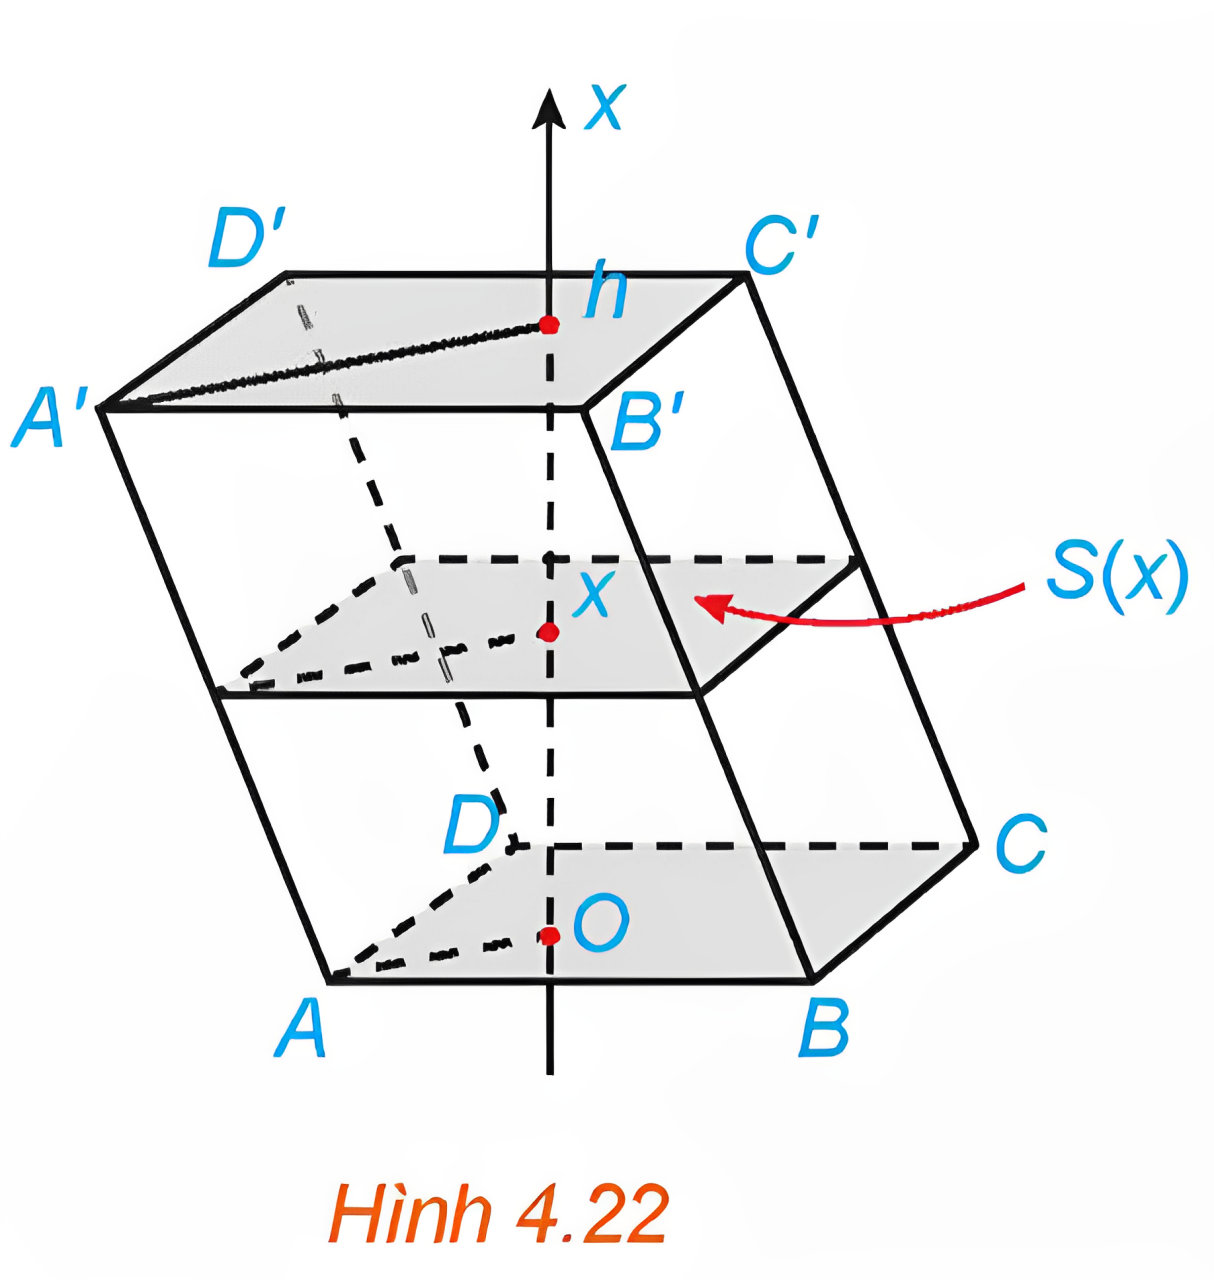 x
D' C'
h
A' B'
x
S(x)
D C
O
A B
Hình 4.22